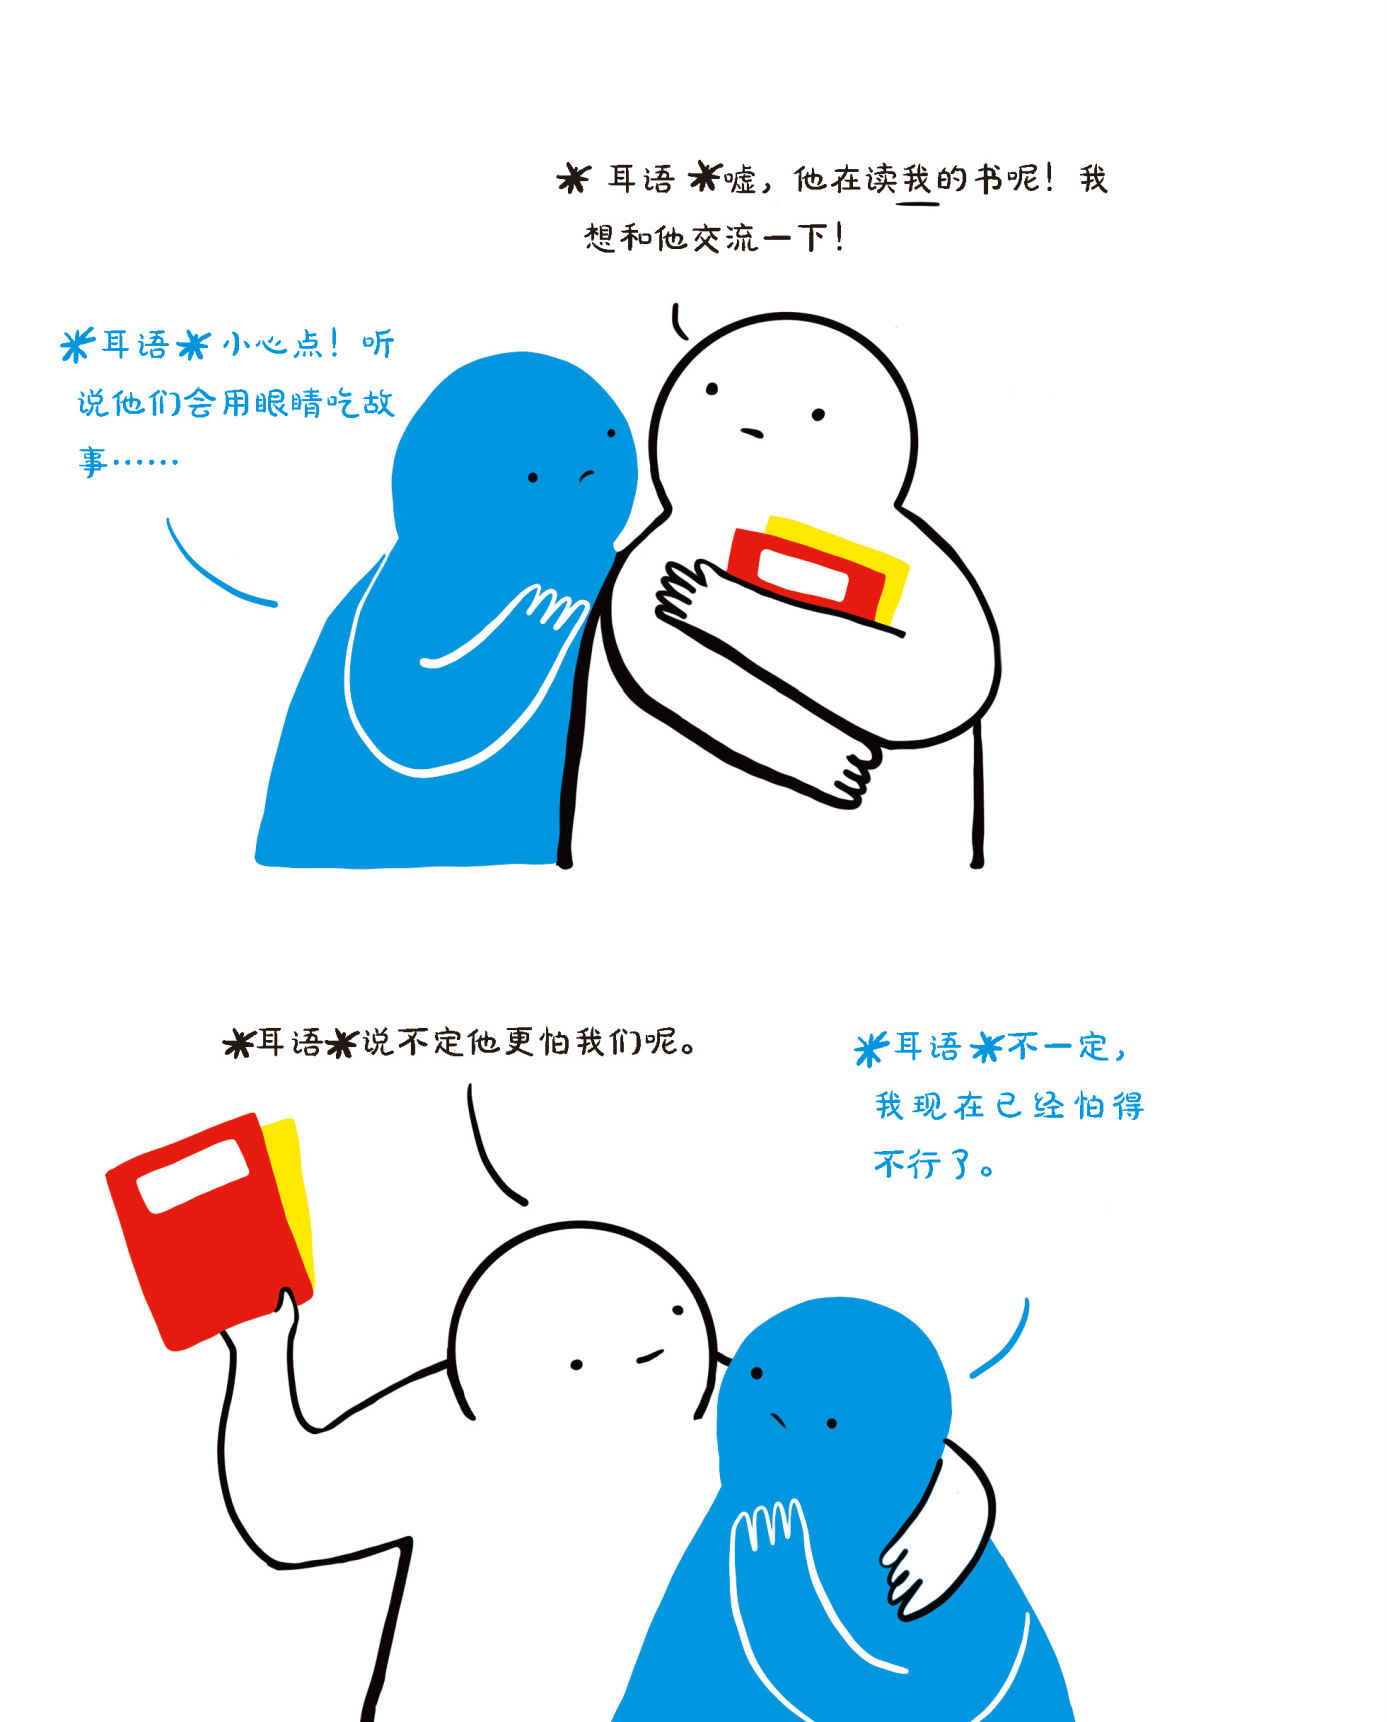 *耳语*嘘，他在读我的书呢！我
想和他交流一下！
*耳语*小心点！听
说他们会用眼睛吃故
事……
*耳语*说不定他更怕我们呢。
*耳语*不一定，
我现在已经怕得
不行了。